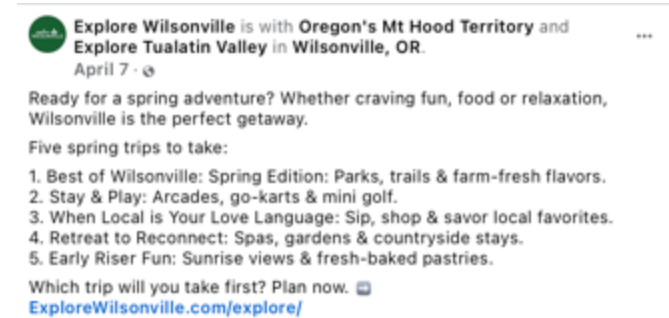 Explore Wilsonville is with Oregon's Mt Hood Territory and
Explore Tualatin Valley in Wilsonville, OR.
April 7 ·
Ready for a spring adventure? Whether craving fun, food or relaxation,
Wilsonville is the perfect getaway.
Five spring trips to take:
1. Best of Wilsonville: Spring Edition: Parks, trails & farm-fresh flavors.
2. Stay & Play: Arcades, go-karts & mini golf.
3. When Local is Your Love Language: Sip, shop & savor local favorites.
4. Retreat to Reconnect: Spas, gardens & countryside stays.
5. Early Riser Fun: Sunrise views & fresh-baked pastries.
Which trip will you take first? Plan now. ➡️
ExploreWilsonville.com/explore/